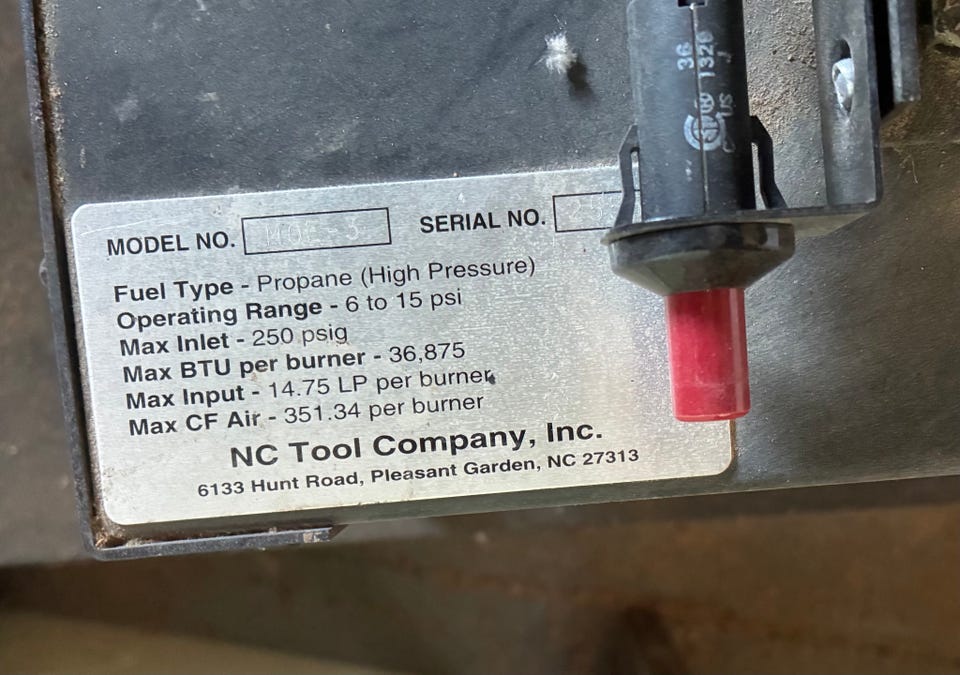 36
1320
US
MODEL NO. SERIAL NO.
Fuel Type - Propane (High Pressure)
Operating Range - 6 to 15 psi
Max Inlet - 250 psig
Max BTU per burner - 36,875
Max Input - 14.75 LP per burner
Max CF Air - 351.34 per burner
NC Tool Company, Inc.
6133 Hunt Road, Pleasant Garden, NC 27313